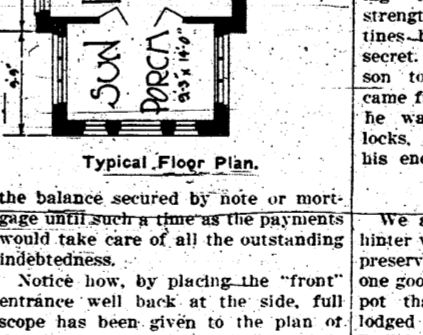 SUN
PORCH
Typical Floor Plan.
the balance secured by note or mort-
gage until such a time as the payments
would take care of all the outstanding
indebtedness.
Notice how, by placing the "front"
entrance well back at the side, full
scope has been given to the plan of
strengt
tines
secret.
son to
came f
he wa
locks,
his en
We
hinter
preserv
one goo
pot tha
lodged